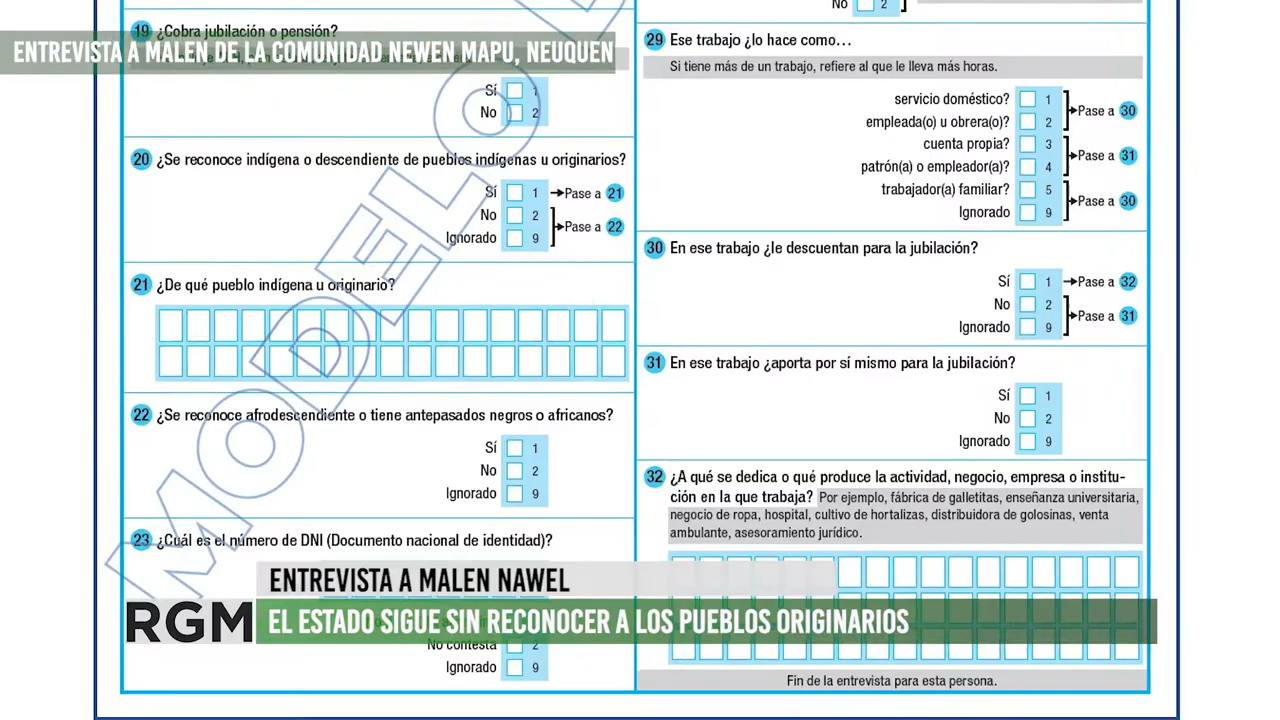 19 ¿Cobra jubilación o pensión?
ENTREVISTA A MALEN DE LA COMUNIDAD NEWEN MAPU, NEUQUEN
Sí 1
No 2
20 ¿Se reconoce indígena o descendiente de pueblos indígenas u originarios?
Sí 1 Pase a 21
No 2
Pase a 22
Ignorado 9
21 ¿De qué pueblo indígena u originario?
22 ¿Se reconoce afrodescendiente o tiene antepasados negros o africanos?
Sí 1
No 2
Ignorado 9
23 ¿Cuál es el número de DNI (Documento nacional de identidad)?
No contesta 2
Ignorado 9
No 2
29 Ese trabajo ¿lo hace como...
Si tiene más de un trabajo, refiere al que le lleva más horas.
servicio doméstico? 1
Pase a 30
empleada(o) u obrera(o)? 2
cuenta propia? 3
Pase a 31
patrón(a) o empleador(a)? 4
trabajador(a) familiar? 5
Pase a 30
Ignorado 9
30 En ese trabajo ¿le descuentan para la jubilación?
Sí 1 Pase a 32
No 2
Pase a 31
Ignorado 9
31 En ese trabajo ¿aporta por sí mismo para la jubilación?
Sí 1
No 2
Ignorado 9
32 ¿A qué se dedica o qué produce la actividad, negocio, empresa o institu-
ción en la que trabaja? Por ejemplo, fábrica de galletitas, enseñanza universitaria,
negocio de ropa, hospital, cultivo de hortalizas, distribuidora de golosinas, venta
ambulante, asesoramiento jurídico.
Fin de la entrevista para esta persona.
MODELO
ENTREVISTA A MALEN NAWEL
RGM
EL ESTADO SIGUE SIN RECONOCER A LOS PUEBLOS ORIGINARIOS